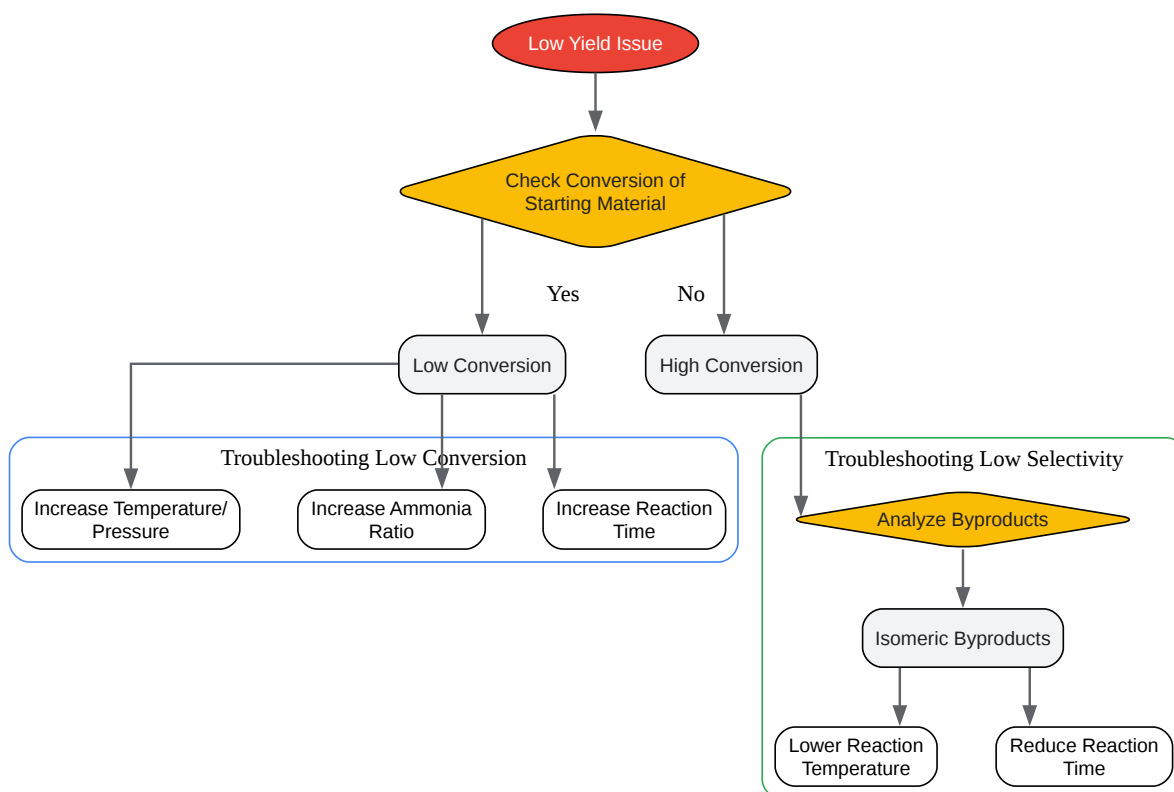 Low Yield Issue
Check Conversion of
Starting Material
Yes
No
Low Conversion
High Conversion
Troubleshooting Low Conversion
Increase Temperature/
Pressure
Increase Ammonia
Ratio
Increase Reaction
Time
Troubleshooting Low Selectivity
Analyze Byproducts
Isomeric Byproducts
Lower Reaction
Temperature
Reduce Reaction
Time